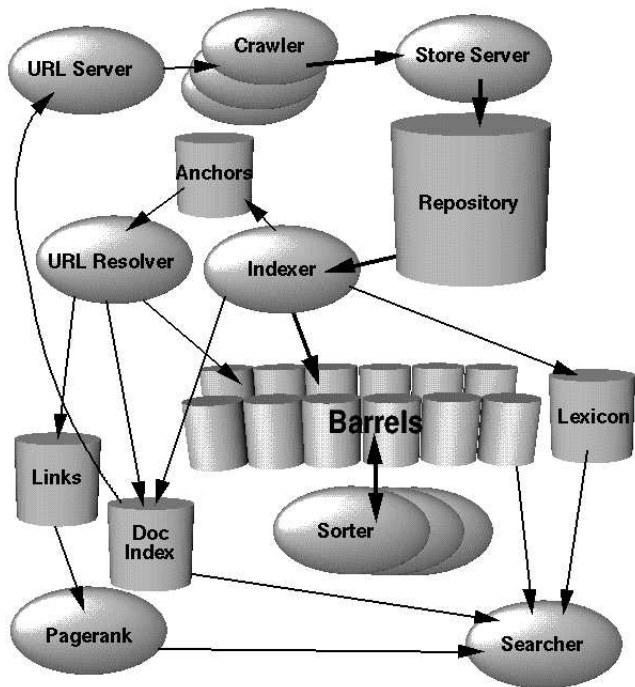 Crawler
URL Server
Store Server
Anchors
Repository
URL Resolver
Indexer
Barrels
Lexicon
Links
Doc
Index
Sorter
Pagerank
Searcher